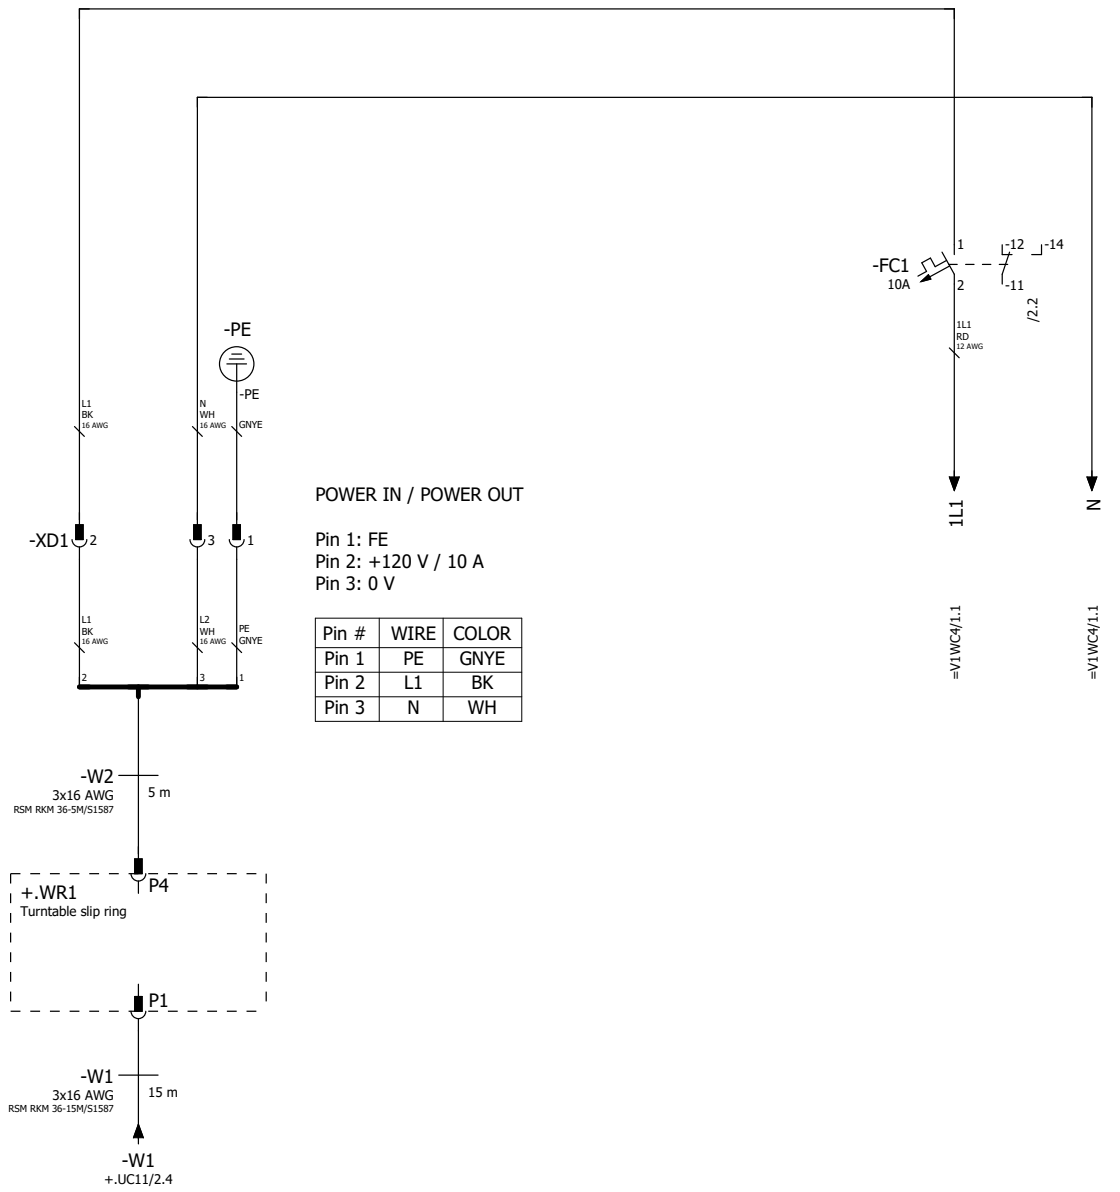 1
-12
-14
-FC1
10A
2
-11
/2.2
1L1
RD
12 AWG
-PE
-PE
L1
BK
16 AWG
N
WH
16 AWG
GNYE
POWER IN / POWER OUT
1L1
N
Pin 1: FE
-XD1
2
3
1
Pin 2: +120 V / 10 A
Pin 3: 0 V
L1
BK
16 AWG
L2
WH
16 AWG
PE
GNYE
=V1WC4/1.1
=V1WC4/1.1
Pin # WIRE COLOR
Pin 1 PE GNYE
Pin 2 L1 BK
Pin 3 N WH
2
3
1
-W2
3x16 AWG
RSM RKM 36-5M/S1587
5 m
P4
+.WR1
Turntable slip ring
P1
-W1
3x16 AWG
RSM RKM 36-15M/S1587
15 m
-W1
+.UC11/2.4